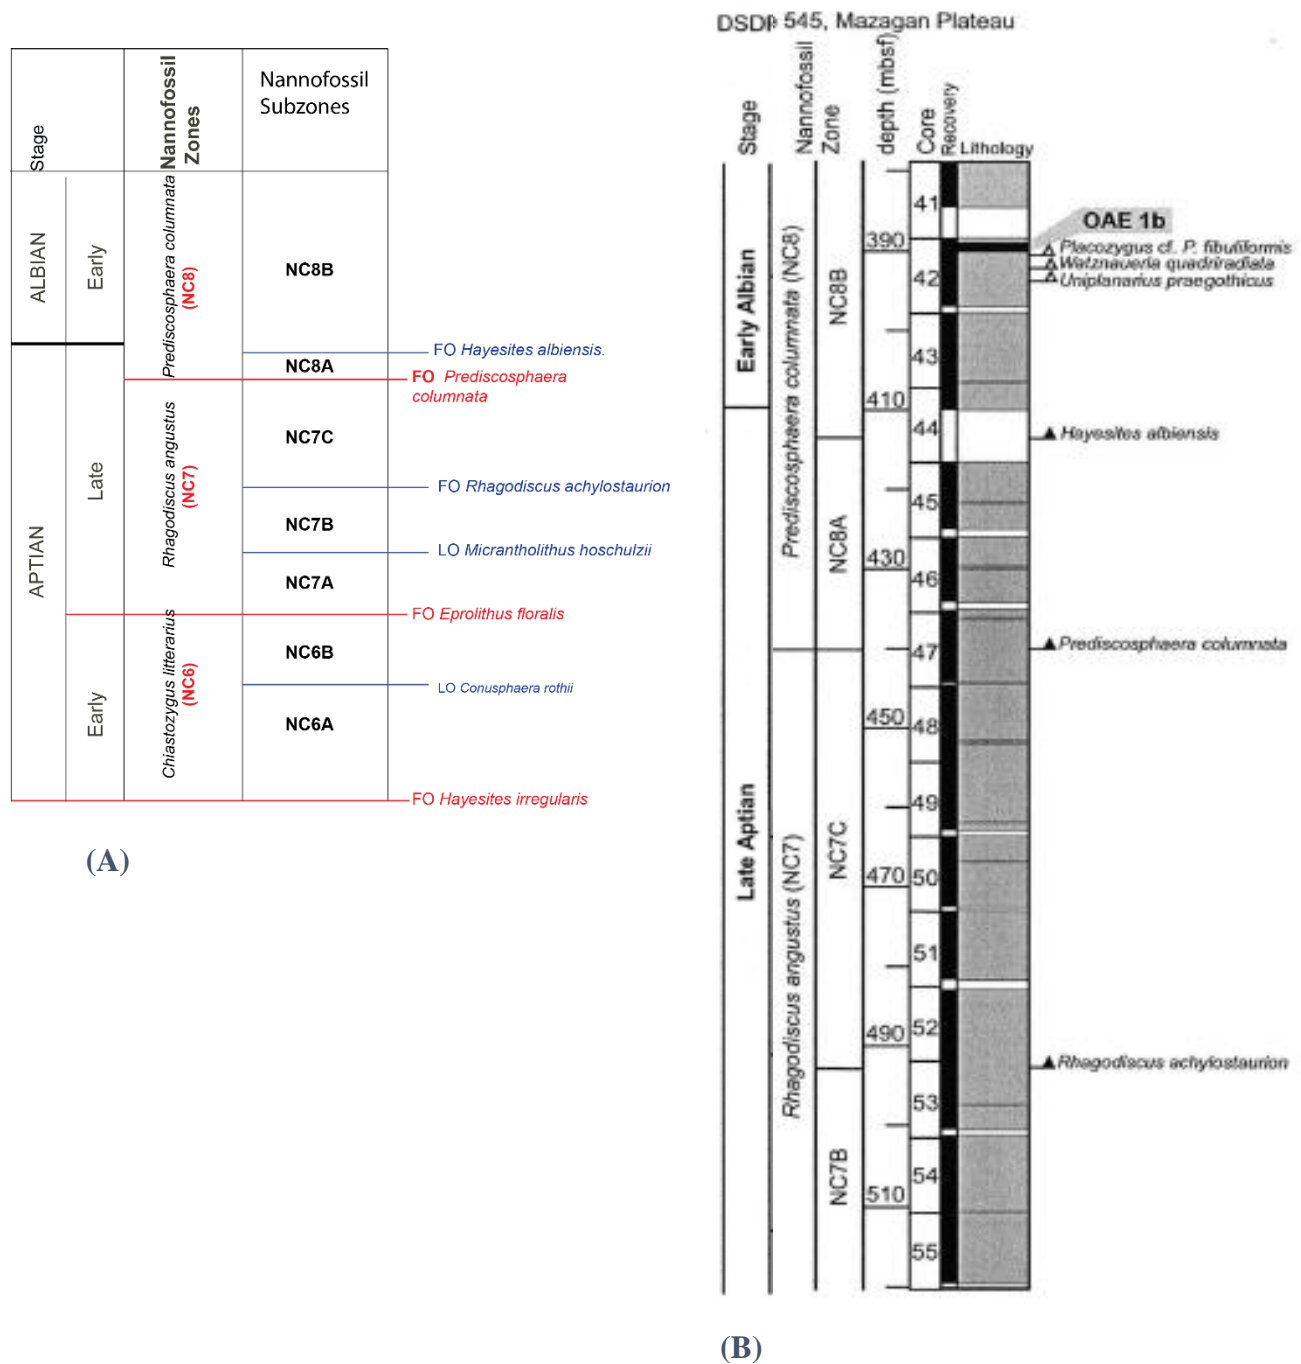 Stage
Nannofossil
Zones
Nannofossil
Subzones
ALBIAN
Early
Prediscosphaera columnata
(NC8)
NC8B
FO Hayesites albiensis.
NC8A
FO Prediscosphaera
columnata
APTIAN
Late
Rhagodiscus angustus
(NC7)
NC7C
FO Rhagodiscus achylostaurion
NC7B
LO Micrantholithus hoschulzii
NC7A
FO Eprolithus floralis
Early
Chiastozygus litterarius
(NC6)
NC6B
LO Conusphaera rothii
NC6A
FO Hayesites irregularis
(A)
DSDP 545, Mazagan Plateau
Stage
Nannofossil
Zone
depth (mbsf)
Core
Recovery
Lithology
Early Albian
Late Aptian
Prediscosphaera columnata (NC8)
Rhagodiscus angustus (NC7)
NC8B
NC8A
NC7C
NC7B
390
410
430
450
470
490
510
41
42
43
44
45
46
47
48
49
50
51
52
53
54
55
OAE 1b
Placozygus cf. P. fibuliformis
Watznaueria quadriradiata
Uniplanarius praegothicus
Hayesites albiensis
Prediscosphaera columnata
Rhagodiscus achylostaurion
(B)